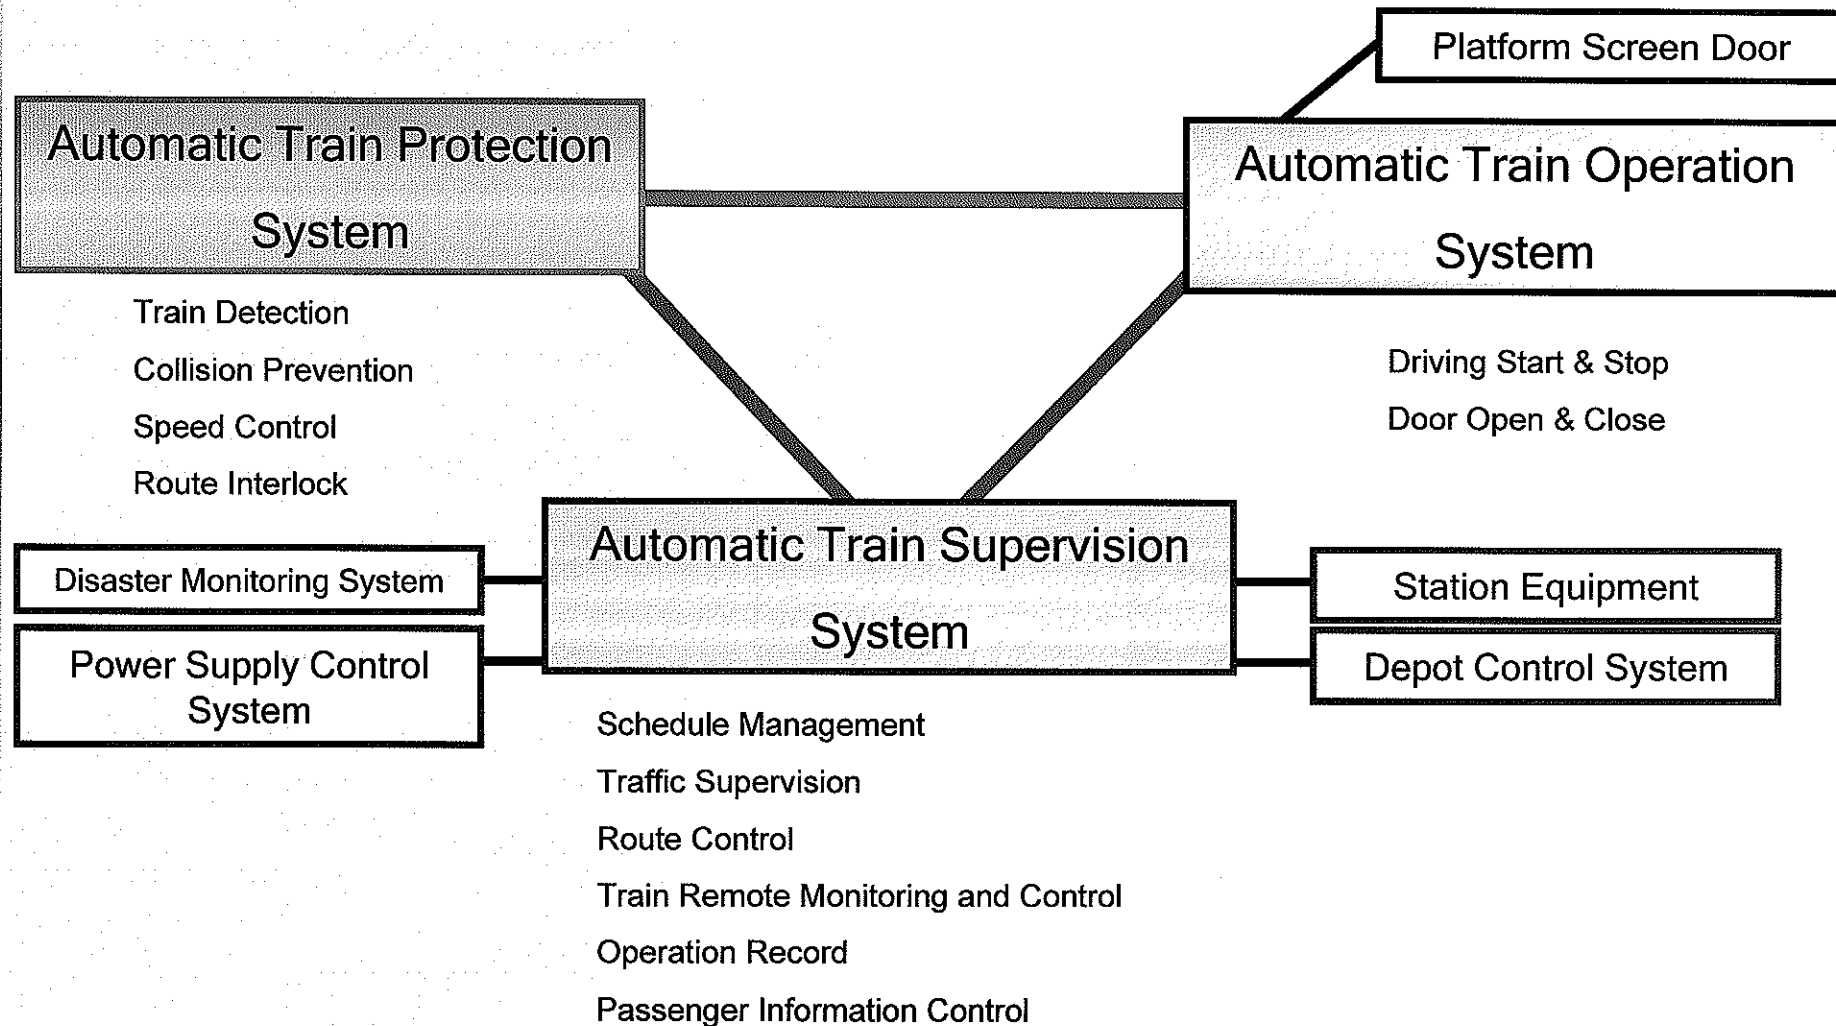 Platform Screen Door
Automatic Train Protection
System
Automatic Train Operation
System
Train Detection
Collision Prevention
Speed Control
Route Interlock
Driving Start & Stop
Door Open & Close
Automatic Train Supervision
System
Disaster Monitoring System
Power Supply Control
System
Station Equipment
Depot Control System
Schedule Management
Traffic Supervision
Route Control
Train Remote Monitoring and Control
Operation Record
Passenger Information Control